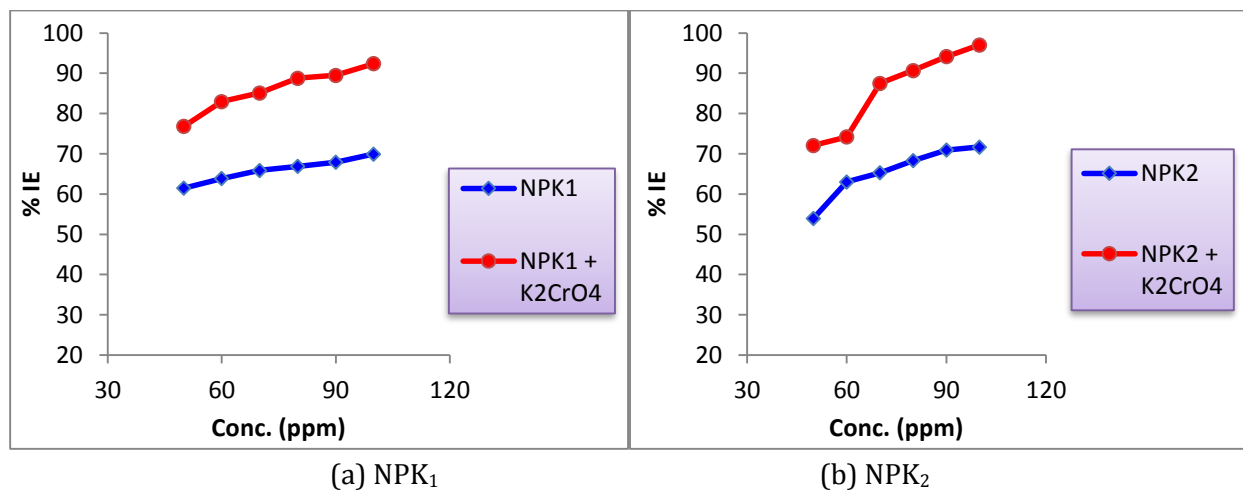 100
90
80
70
60
50
40
30
20
% IE
30 60 90 120
Conc. (ppm)
NPK1
NPK1 +
K2CrO4
(a) NPK₁
100
90
80
70
60
50
40
30
20
% IE
30 60 90 120
Conc. (ppm)
NPK2
NPK2 +
K2CrO4
(b) NPK₂